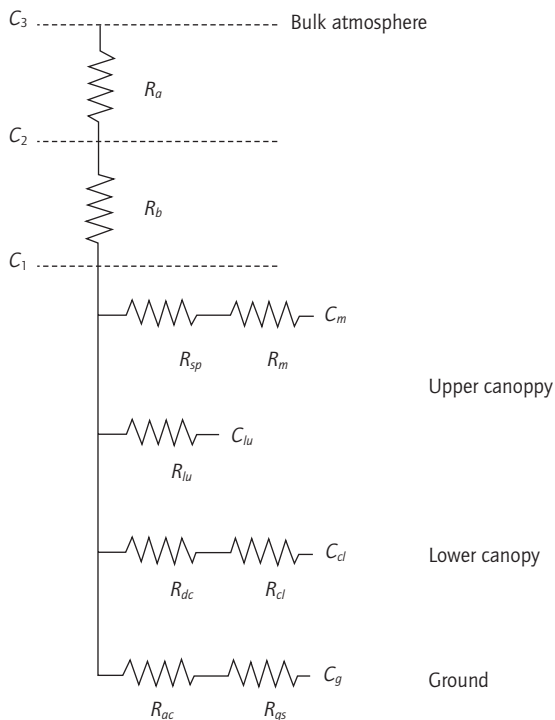 C3 Bulk atmosphere
Ra
C2
Rb
C1
Cm
Rsp Rm
Upper canoppy
Clu
Rlu
Ccl Lower canopy
Rdc Rcl
Cg Ground
Rac Rgs